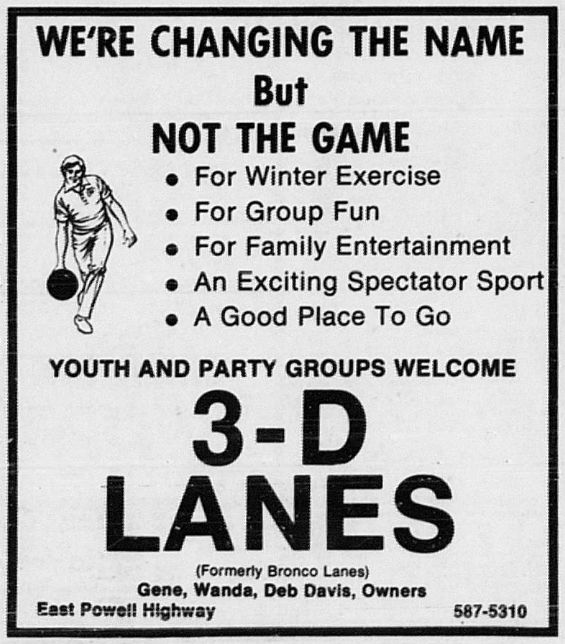 WE'RE CHANGING THE NAME
But
NOT THE GAME
• For Winter Exercise
• For Group Fun
• For Family Entertainment
• An Exciting Spectator Sport
• A Good Place To Go
YOUTH AND PARTY GROUPS WELCOME
3-D
LANES
(Formerly Bronco Lanes)
Gene, Wanda, Deb Davis, Owners
East Powell Highway 587-5310